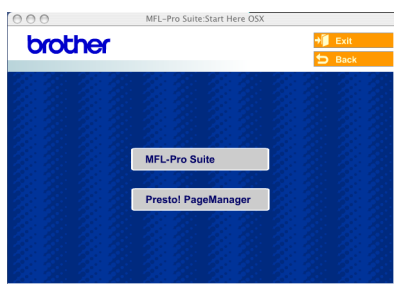 MFL-Pro Suite:Start Here OSX
brother
Exit
Back
MFL-Pro Suite
Presto! PageManager